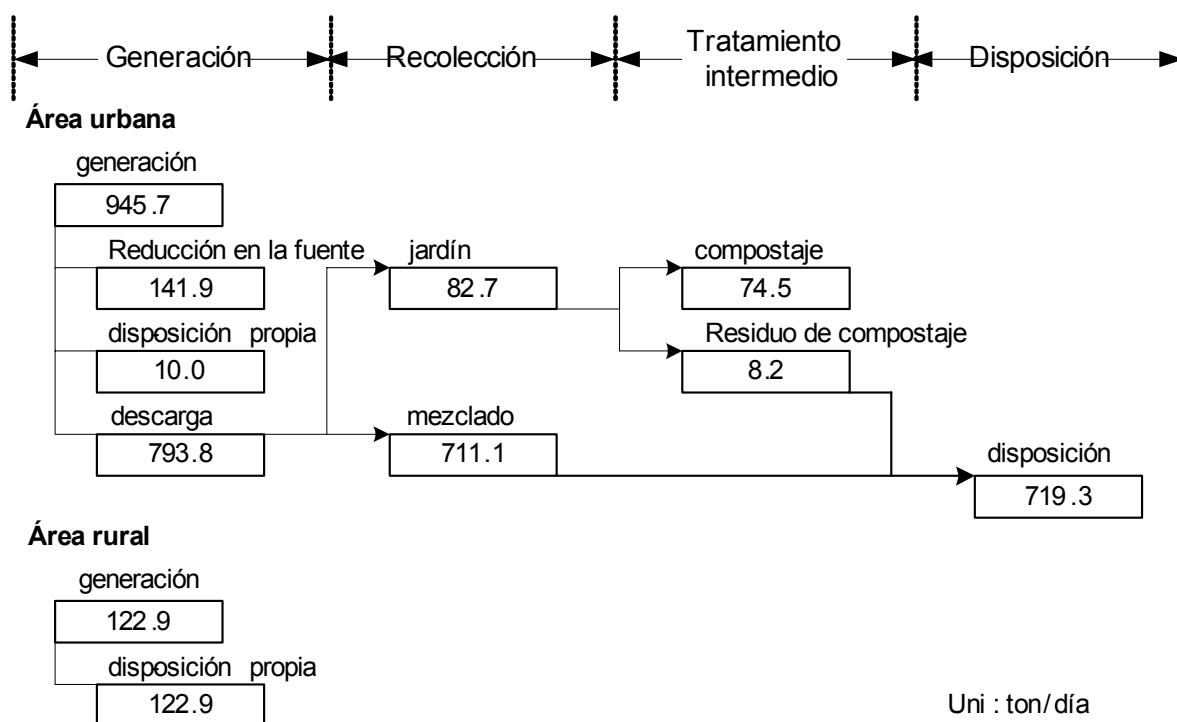 Generación
Recolección
Tratamiento
intermedio
Disposición
Área urbana
generación
945.7
Reducción en la fuente
141.9
jardín
82.7
compostaje
74.5
disposición propia
10.0
Residuo de compostaje
8.2
descarga
793.8
mezclado
711.1
disposición
719.3
Área rural
generación
122.9
disposición propia
122.9
Uni : ton/día